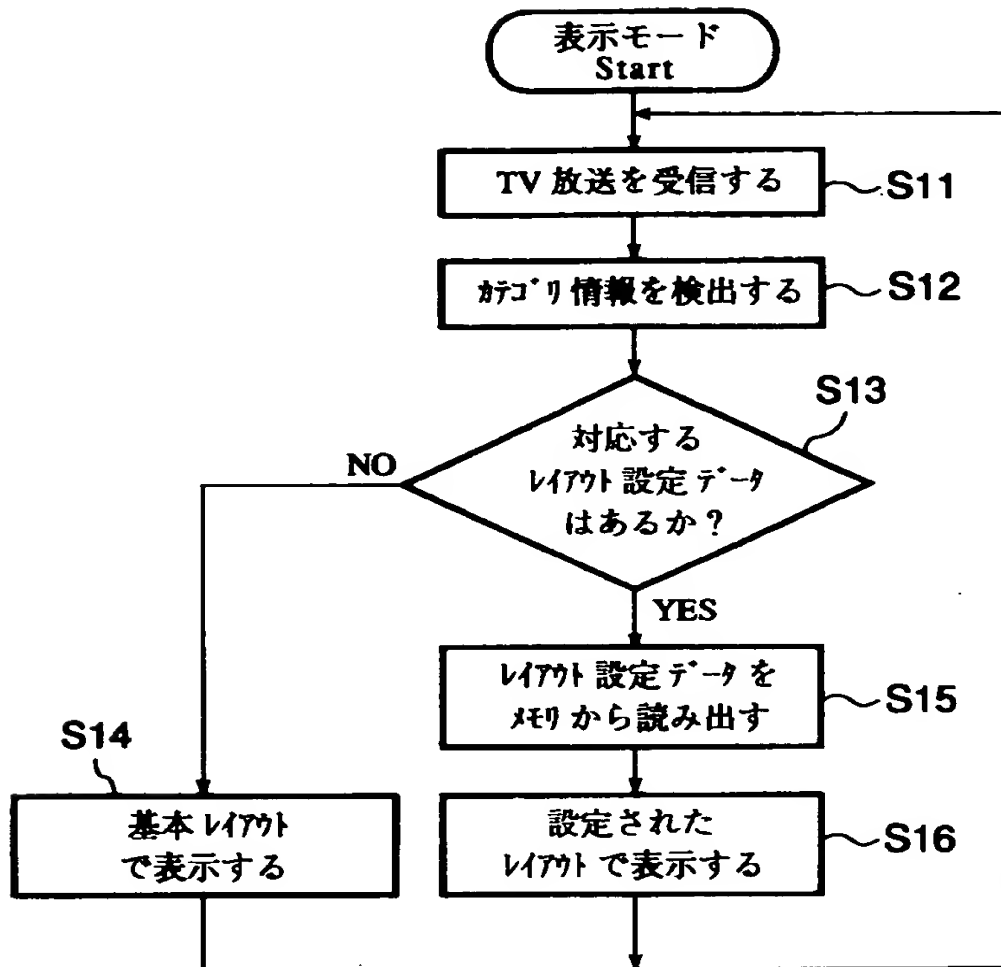 表示モード
Start
TV 放送を受信する
S11
ｶﾃｺﾞﾘ 情報を検出する
S12
S13
対応する
ﾚｲｱｳﾄ 設定 ﾃﾞｰﾀ
はあるか？
NO
YES
ﾚｲｱｳﾄ 設定 ﾃﾞｰﾀ を
ﾒﾓﾘ から読み出す
S15
S14
基本 ﾚｲｱｳﾄ
で表示する
設定された
ﾚｲｱｳﾄ で表示する
S16